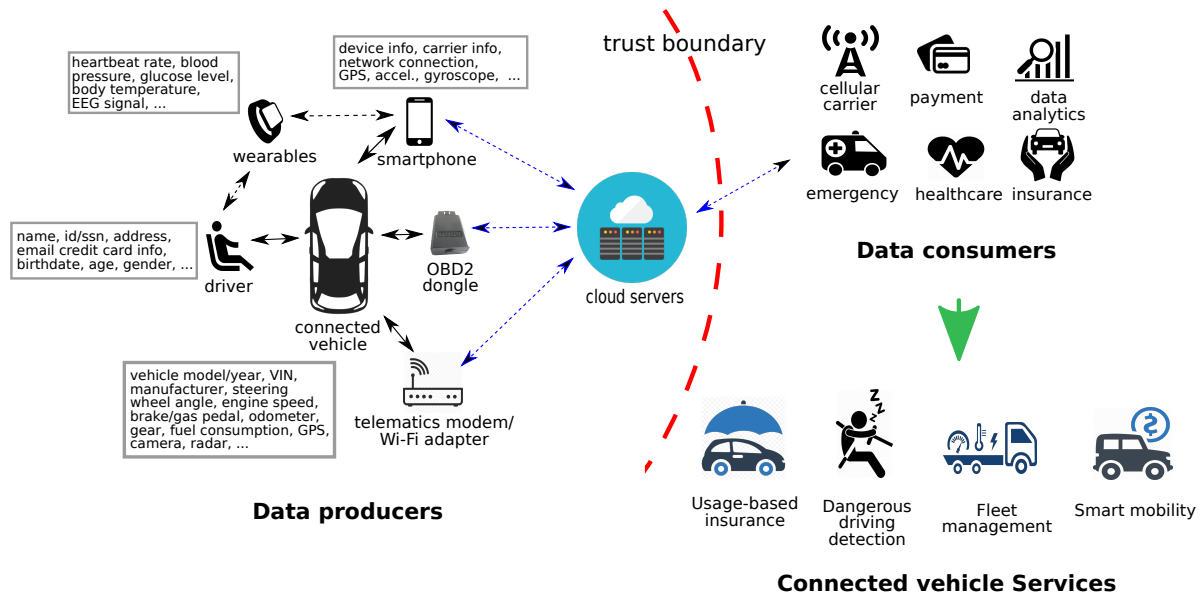 heartbeat rate, blood
pressure, glucose level,
body temperature,
EEG signal, ...
device info, carrier info,
network connection,
GPS, accel., gyroscope, ...
wearables
smartphone
name, id/ssn, address,
email credit card info,
birthdate, age, gender, ...
driver
connected
vehicle
OBD2
dongle
vehicle model/year, VIN,
manufacturer, steering
wheel angle, engine speed,
brake/gas pedal, odometer,
gear, fuel consumption, GPS,
camera, radar, ...
telematics modem/
Wi-Fi adapter
Data producers
cloud servers
trust boundary
cellular
carrier
payment
data
analytics
emergency
healthcare
insurance
Data consumers
Usage-based
insurance
z
z
z
Dangerous
driving
detection
Fleet
management
Smart mobility
Connected vehicle Services